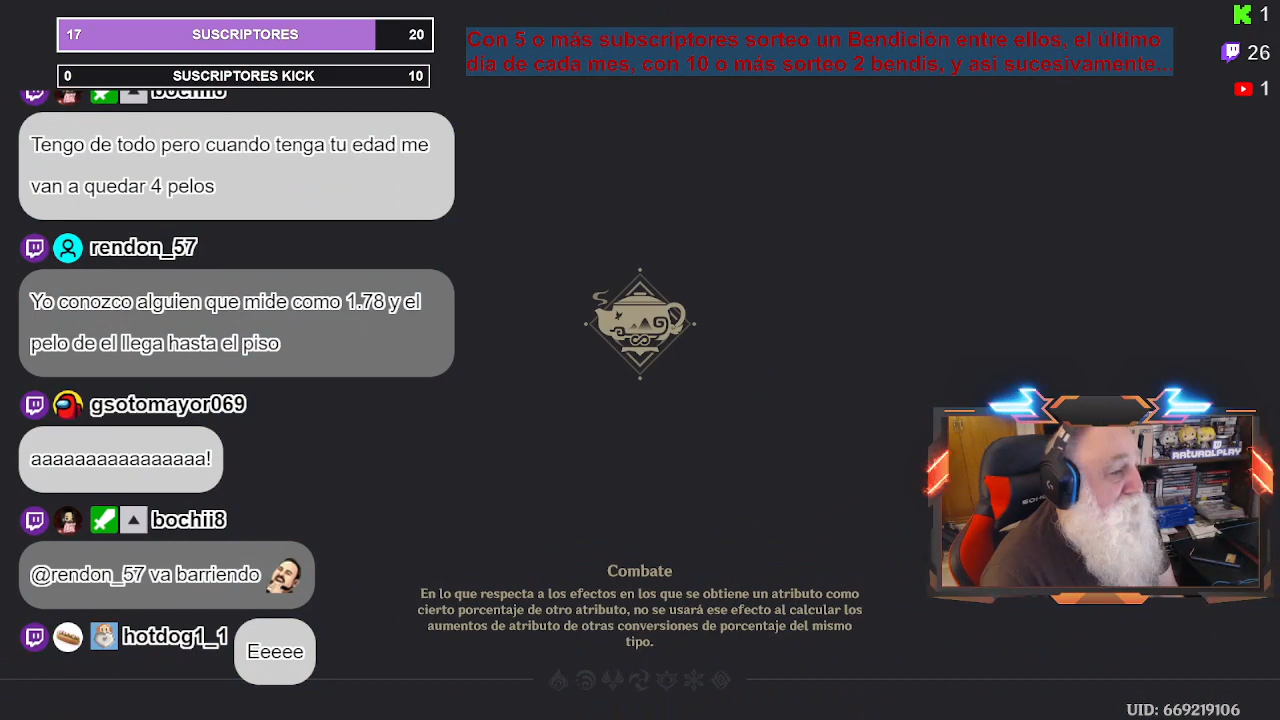 17 SUSCRIPTORES 20
0 SUSCRIPTORES KICK 10
Con 5 o más subscriptores sorteo un Bendición entre ellos, el último
día de cada mes, con 10 o más sorteo 2 bendis, y asi sucesivamente...
1
26
1
bochii8
Tengo de todo pero cuando tenga tu edad me
van a quedar 4 pelos
rendon_57
Yo conozco alguien que mide como 1.78 y el
pelo de el llega hasta el piso
gsotomayor069
aaaaaaaaaaaaaaaa!
bochii8
@rendon_57 va barriendo
hotdog1_1
Eeeee
ARTUROLPLAY
Combate
En lo que respecta a los efectos en los que se obtiene un atributo como
cierto porcentaje de otro atributo, no se usará ese efecto al calcular los
aumentos de atributo de otras conversiones de porcentaje del mismo
tipo.
UID: 669219106